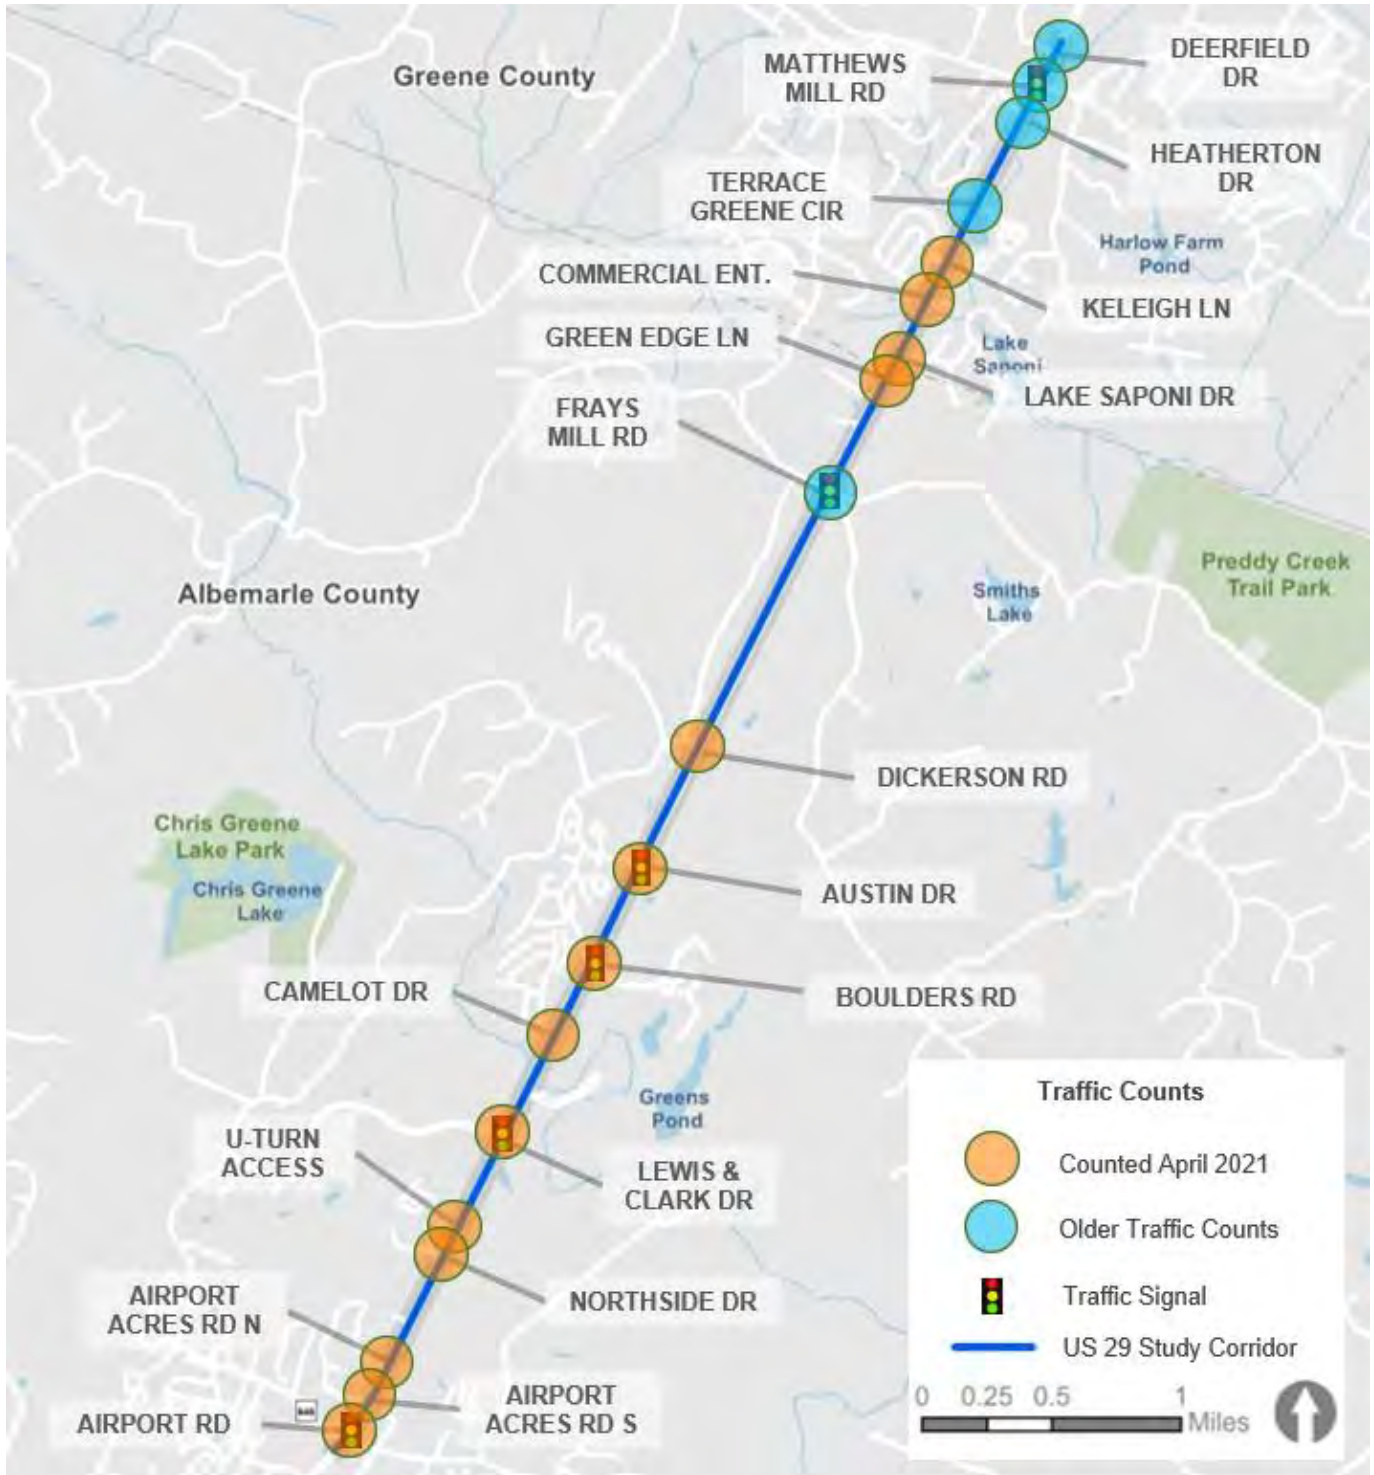 Greene County
MATTHEWS
MILL RD
DEERFIELD
DR
HEATHERTON
DR
TERRACE
GREENE CIR
Harlow Farm
Pond
COMMERCIAL ENT.
KELEIGH LN
GREEN EDGE LN
Lake
Saponi
LAKE SAPONI DR
FRAYS
MILL RD
Preddy Creek
Trail Park
Albemarle County
Smiths
Lake
DICKERSON RD
Chris Greene
Lake Park
Chris Greene
Lake
AUSTIN DR
CAMELOT DR
BOULDERS RD
Greens
Pond
U-TURN
ACCESS
LEWIS &
CLARK DR
NORTHSIDE DR
AIRPORT
ACRES RD N
AIRPORT
ACRES RD S
AIRPORT RD
Traffic Counts
Counted April 2021
Older Traffic Counts
Traffic Signal
US 29 Study Corridor
0 0.25 0.5 1
Miles